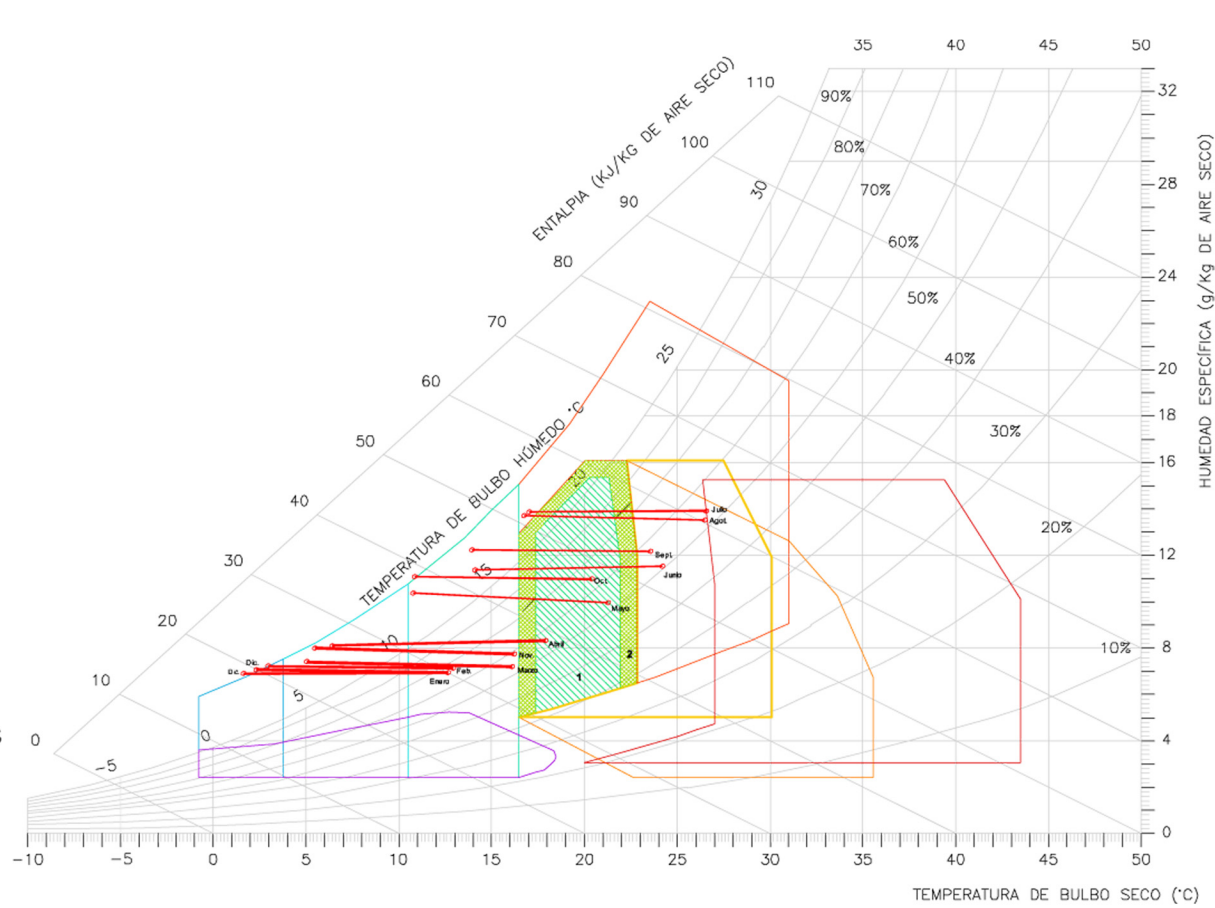 35 40 45 50
ENTALPIA (KJ/KG DE AIRE SECO)
110
100
90
80
70
60
50
40
30
20
10
0
90%
80%
70%
60%
50%
40%
30%
20%
10%
TEMPERATURA DE BULBO HÚMEDO °C
30
25
20
15
10
5
0
-5
32
28
24
20
18
16
12
8
4
0
HUMEDAD ESPECÍFICA (g/Kg DE AIRE SECO)
Julio
Agot.
Sept.
Junio
Oct.
Mayo
Abril
Nov.
Marzo
Feb.
Enero
Dic.
1
2
-10 -5 0 5 10 15 20 25 30 35 40 45 50
TEMPERATURA DE BULBO SECO (°C)